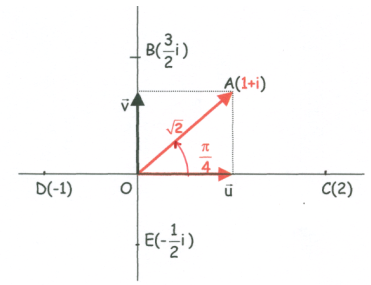 B(3/2 i)
A(1+i)
v⃗
√2
π/4
D(-1)
O
u⃗
C(2)
E(-1/2 i)